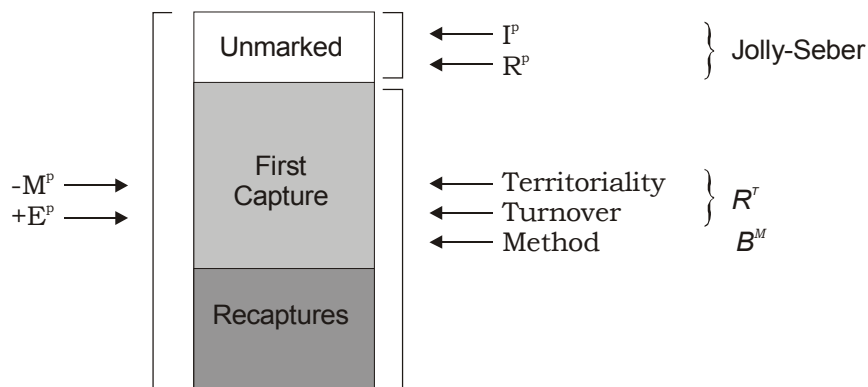 Unmarked
I^p
R^p
Jolly-Seber
First
Capture
-M^p
+E^p
Territoriality
Turnover
Method
R^T
B^M
Recaptures